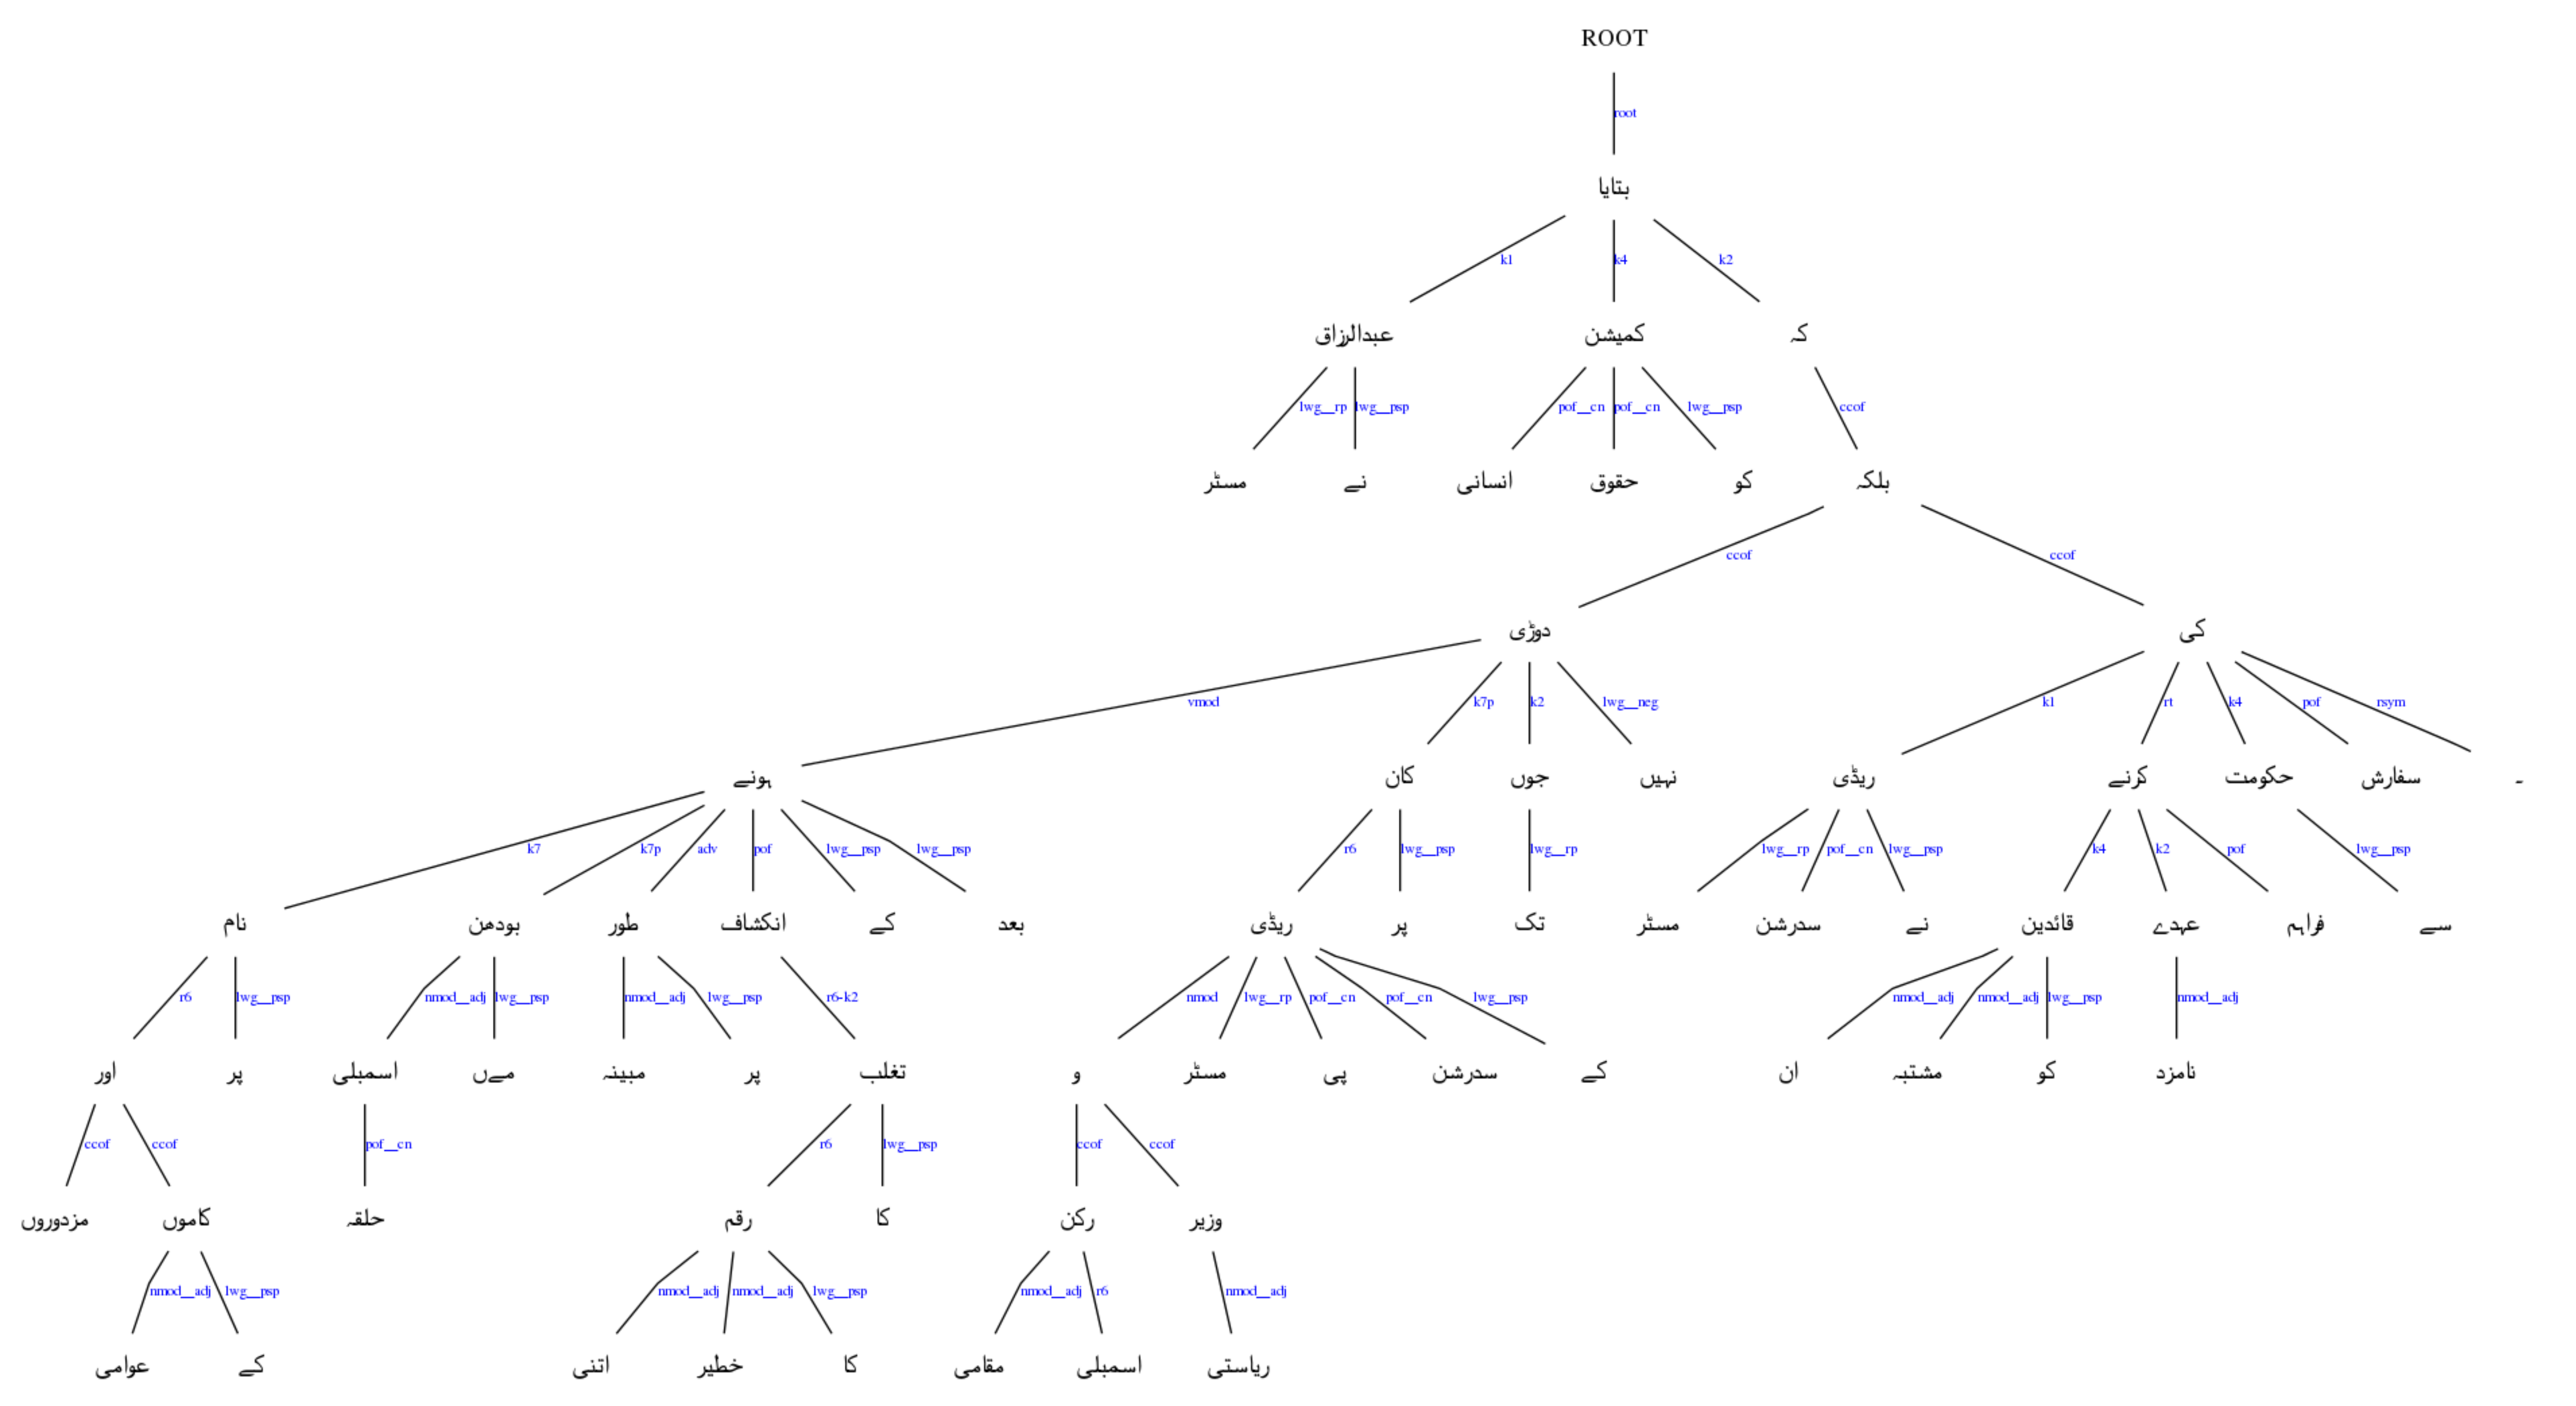 ROOT
root
بتایا
k1 k4 k2
عبدالرزاق کمیشن کہ
lwg__rp lwg__psp pof__cn pof__cn lwg__psp ccof
مسٹر نے انسانی حقوق کو بلکہ
ccof ccof
دوڑی کی
vmod k7p k2 lwg__neg k1 rt k4 pof rsym
ہونے کان جوں نہیں ریڈی کرنے حکومت سفارش ۔
k7 k7p adv pof lwg__psp lwg__psp r6 lwg__psp lwg__rp lwg__rp pof__cn lwg__psp k4 k2 pof lwg__psp
نام بودھن طور انکشاف کے بعد ریڈی پر تک مسٹر سدرشن نے قائدین عہدے فراہم سے
r6 lwg__psp nmod__adj lwg__psp nmod__adj lwg__psp r6-k2 nmod lwg__rp pof__cn pof__cn lwg__psp nmod__adj nmod__adj lwg__psp nmod__adj
اور پر اسمبلی مےں مبینہ پر تغلب و مسٹر پی سدرشن کے ان مشتبہ کو نامزد
ccof ccof pof__cn r6 lwg__psp ccof ccof
مزدوروں کاموں حلقہ رقم کا رکن وزیر
nmod__adj lwg__psp nmod__adj nmod__adj lwg__psp nmod__adj r6 nmod__adj
عوامی کے اتنی خطیر کا مقامی اسمبلی ریاستی